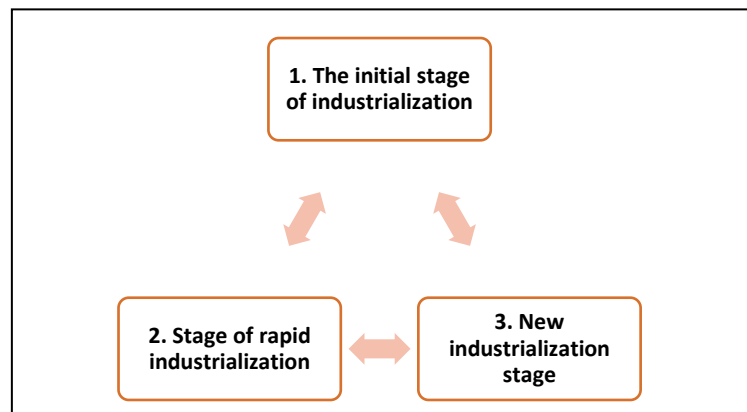 1. The initial stage
of industrialization
2. Stage of rapid
industrialization
3. New
industrialization
stage